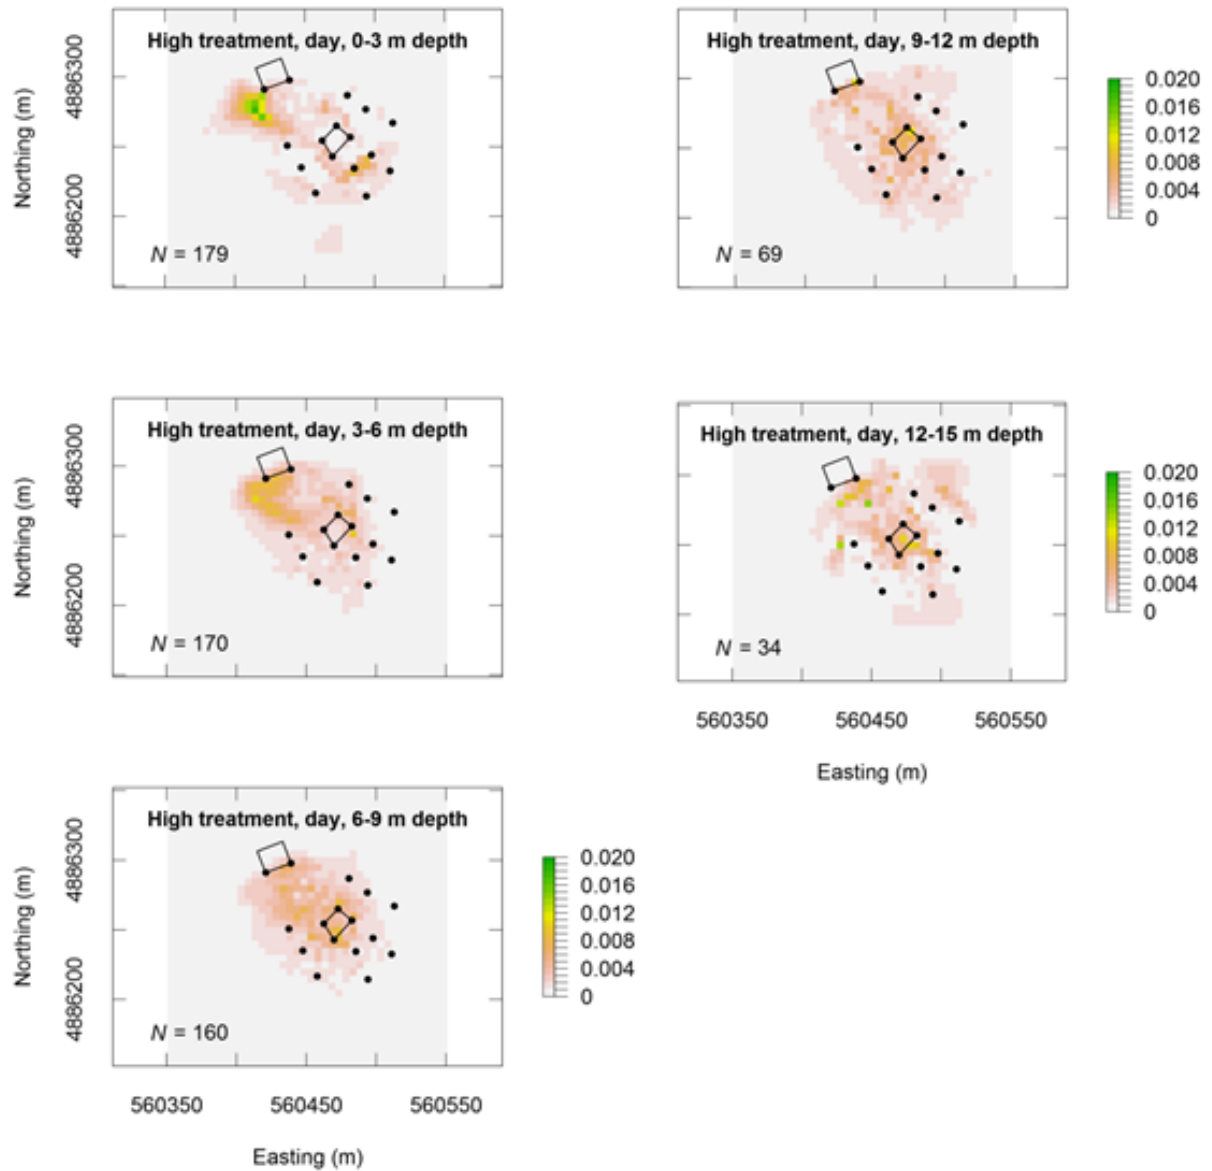 High treatment, day, 0-3 m depth
Northing (m)
4886300
4886200
N = 179
High treatment, day, 9-12 m depth
N = 69
0.020
0.016
0.012
0.008
0.004
0
High treatment, day, 3-6 m depth
Northing (m)
4886300
4886200
N = 170
High treatment, day, 12-15 m depth
N = 34
0.020
0.016
0.012
0.008
0.004
0
560350 560450 560550
Easting (m)
High treatment, day, 6-9 m depth
Northing (m)
4886300
4886200
N = 160
0.020
0.016
0.012
0.008
0.004
0
560350 560450 560550
Easting (m)